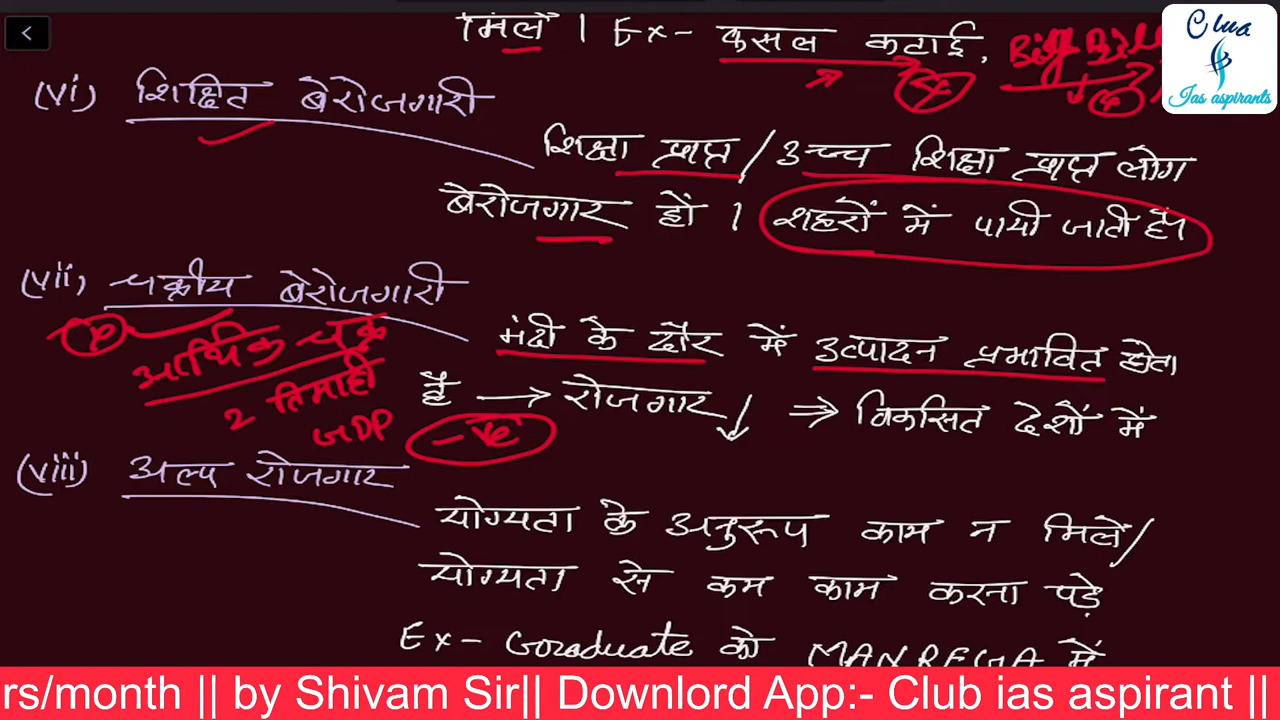 मिले । Ex- फसल कटाई,
Clua
Ias aspirants
(vi) शिक्षित बेरोजगारी
शिक्षा प्राप्त / उच्च शिक्षा प्राप्त लोग
बेरोजगार हों । शहरों में पायी जाती है।
(vii) चक्रीय बेरोजगारी
आर्थिक चक्र
2 तिमाही
GDP
-ve
मंदी के दौर में उत्पादन प्रभावित होता
है → रोजगार ↓ ⇒ विकसित देशों में
(viii) अल्प रोजगार
योग्यता के अनुरूप काम न मिले /
योग्यता से कम काम करना पड़े
Ex- Graduate को MANREGA में
rs/month || by Shivam Sir|| Downlord App:- Club ias aspirant ||